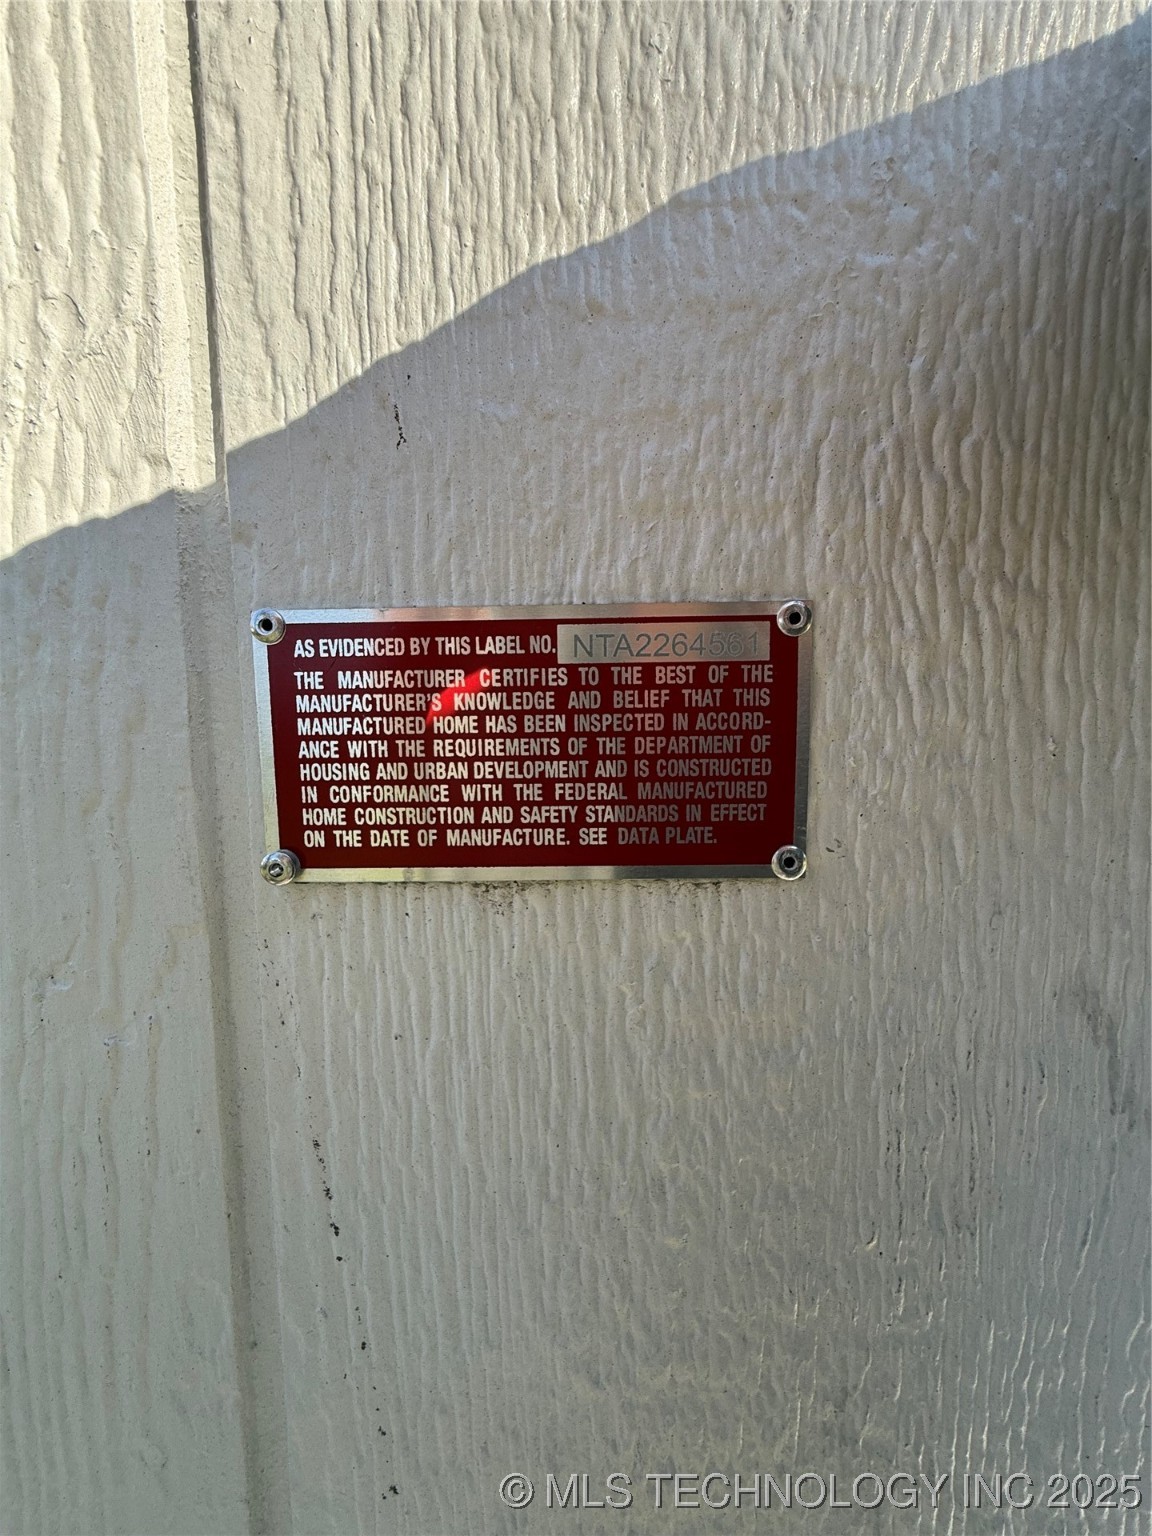 AS EVIDENCED BY THIS LABEL NO. NTA2264561
THE MANUFACTURER CERTIFIES TO THE BEST OF THE
MANUFACTURER'S KNOWLEDGE AND BELIEF THAT THIS
MANUFACTURED HOME HAS BEEN INSPECTED IN ACCORD-
ANCE WITH THE REQUIREMENTS OF THE DEPARTMENT OF
HOUSING AND URBAN DEVELOPMENT AND IS CONSTRUCTED
IN CONFORMANCE WITH THE FEDERAL MANUFACTURED
HOME CONSTRUCTION AND SAFETY STANDARDS IN EFFECT
ON THE DATE OF MANUFACTURE. SEE DATA PLATE.
© MLS TECHNOLOGY INC 2025